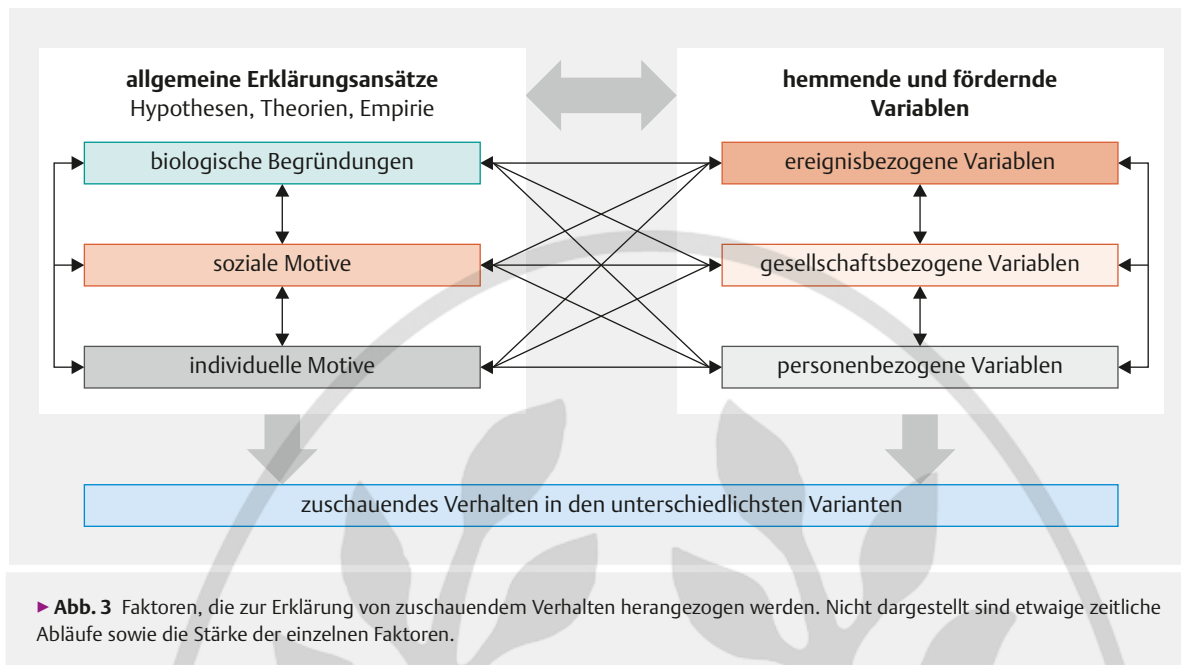 allgemeine Erklärungsansätze
Hypothesen, Theorien, Empirie
biologische Begründungen
soziale Motive
individuelle Motive
hemmende und fördernde
Variablen
ereignisbezogene Variablen
gesellschaftsbezogene Variablen
personenbezogene Variablen
zuschauendes Verhalten in den unterschiedlichsten Varianten
▶ Abb. 3 Faktoren, die zur Erklärung von zuschauendem Verhalten herangezogen werden. Nicht dargestellt sind etwaige zeitliche
Abläufe sowie die Stärke der einzelnen Faktoren.